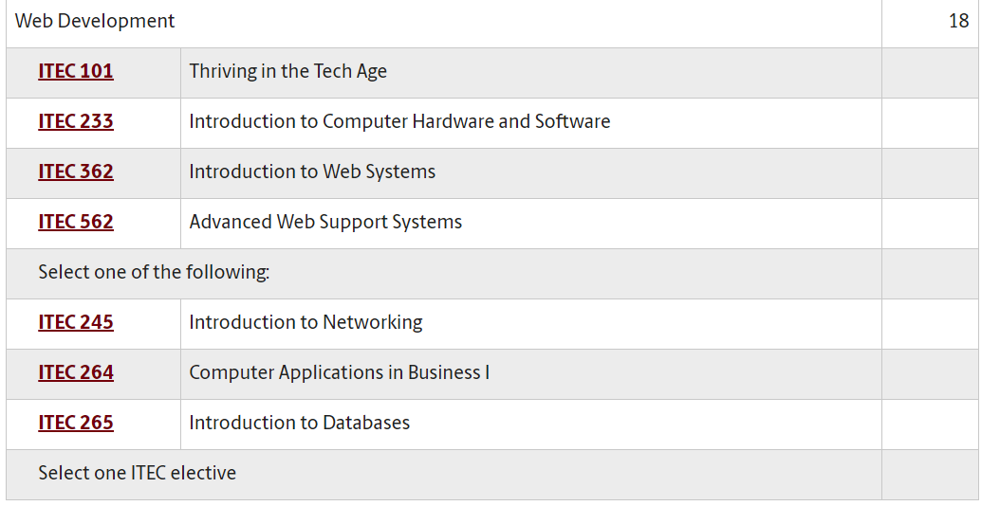 Web Development 18
ITEC 101 Thriving in the Tech Age
ITEC 233 Introduction to Computer Hardware and Software
ITEC 362 Introduction to Web Systems
ITEC 562 Advanced Web Support Systems
Select one of the following:
ITEC 245 Introduction to Networking
ITEC 264 Computer Applications in Business I
ITEC 265 Introduction to Databases
Select one ITEC elective